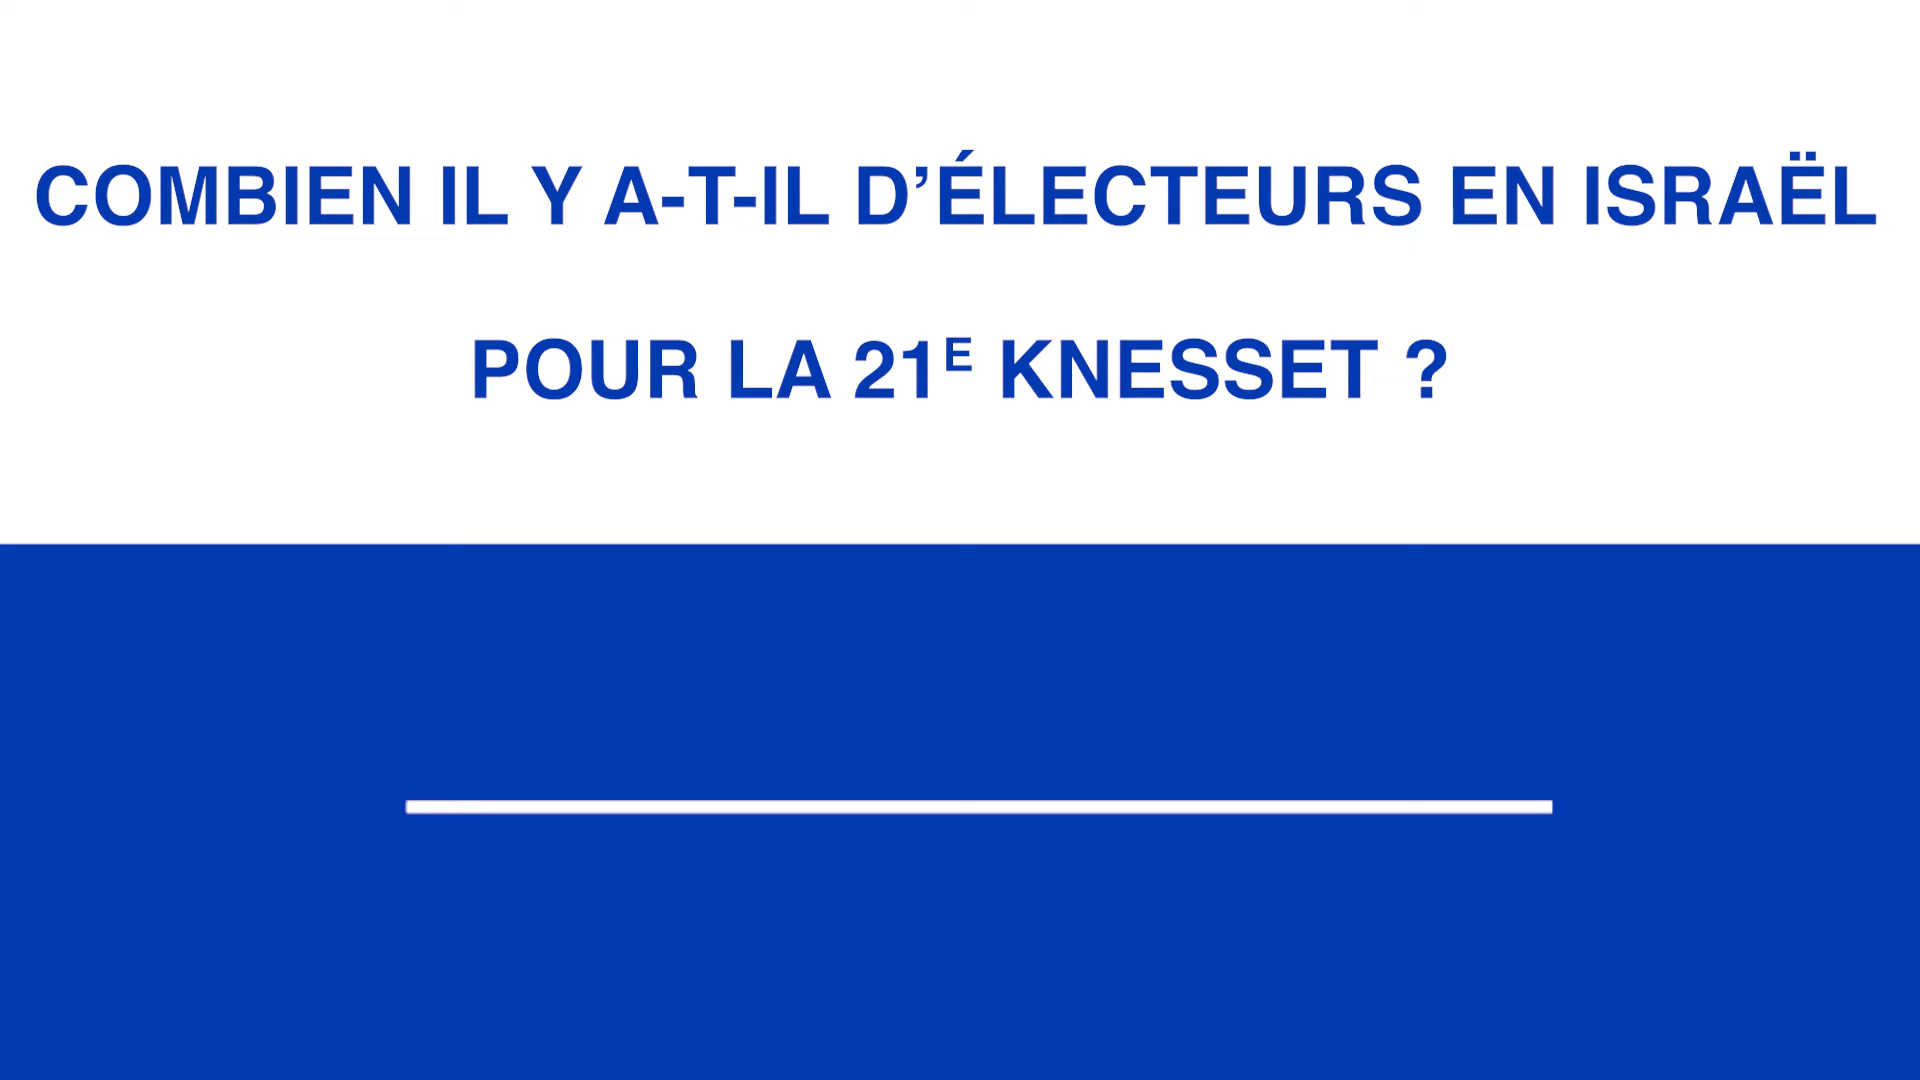 COMBIEN IL Y A-T-IL D’ÉLECTEURS EN ISRAËL
POUR LA 21E KNESSET ?